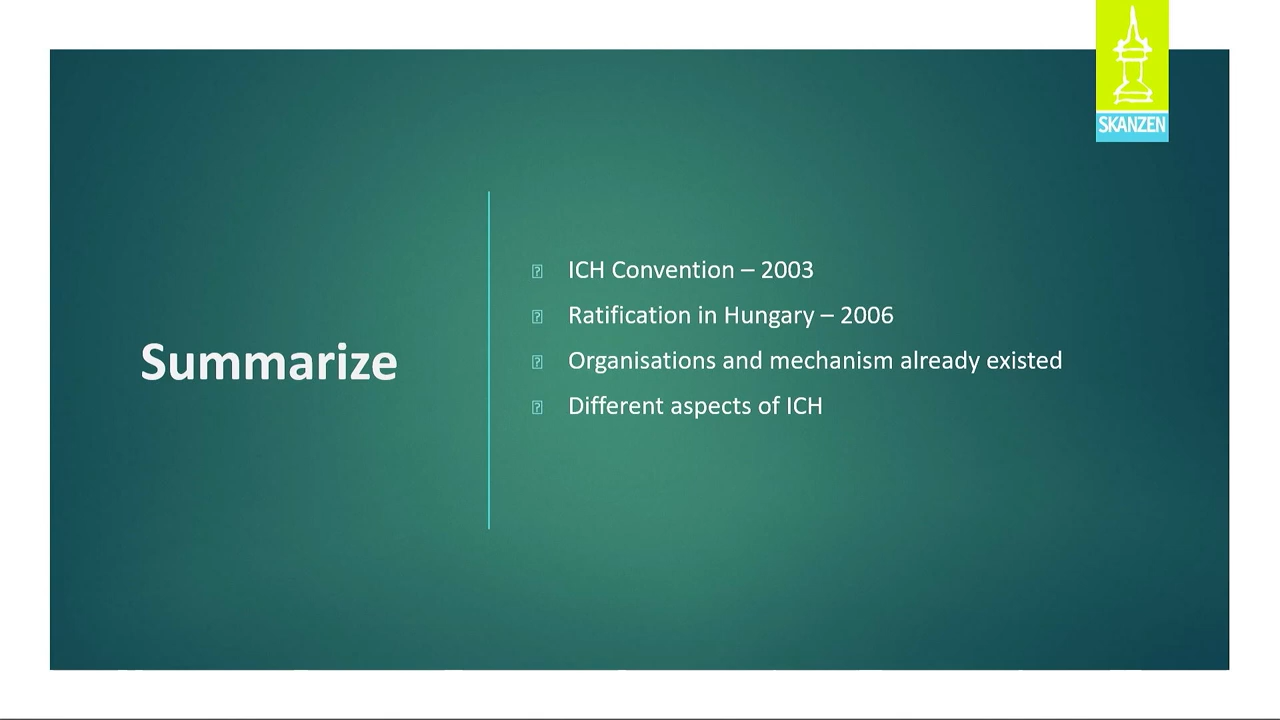 SKANZEN
Summarize
ICH Convention – 2003
Ratification in Hungary – 2006
Organisations and mechanism already existed
Different aspects of ICH